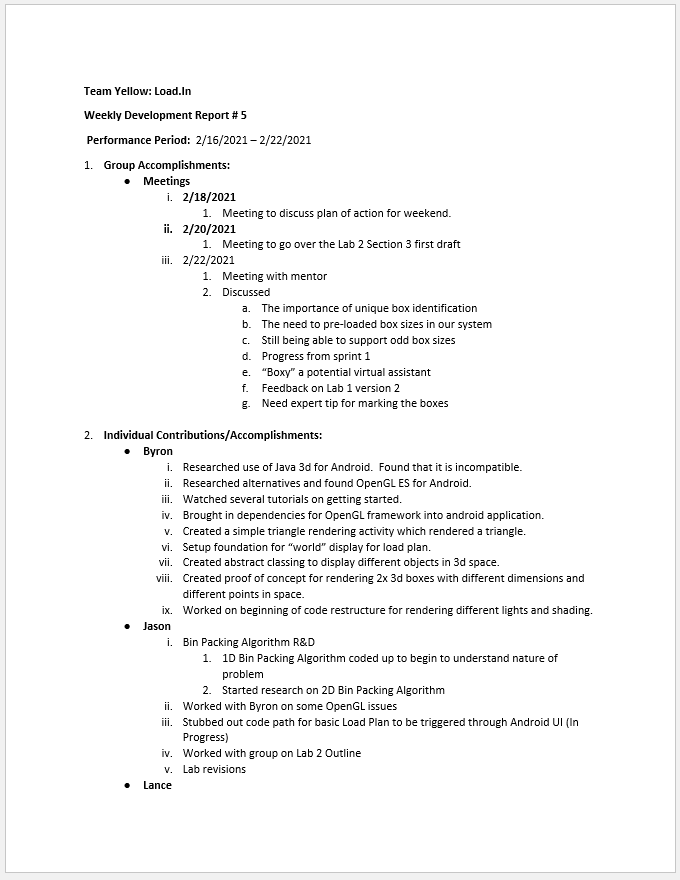 Team Yellow: Load.In
Weekly Development Report # 5
Performance Period: 2/16/2021 – 2/22/2021
1. Group Accomplishments:
● Meetings
i. 2/18/2021
1. Meeting to discuss plan of action for weekend.
ii. 2/20/2021
1. Meeting to go over the Lab 2 Section 3 first draft
iii. 2/22/2021
1. Meeting with mentor
2. Discussed
a. The importance of unique box identification
b. The need to pre-loaded box sizes in our system
c. Still being able to support odd box sizes
d. Progress from sprint 1
e. “Boxy” a potential virtual assistant
f. Feedback on Lab 1 version 2
g. Need expert tip for marking the boxes
2. Individual Contributions/Accomplishments:
● Byron
i. Researched use of Java 3d for Android. Found that it is incompatible.
ii. Researched alternatives and found OpenGL ES for Android.
iii. Watched several tutorials on getting started.
iv. Brought in dependencies for OpenGL framework into android application.
v. Created a simple triangle rendering activity which rendered a triangle.
vi. Setup foundation for “world” display for load plan.
vii. Created abstract classing to display different objects in 3d space.
viii. Created proof of concept for rendering 2x 3d boxes with different dimensions and
different points in space.
ix. Worked on beginning of code restructure for rendering different lights and shading.
● Jason
i. Bin Packing Algorithm R&D
1. 1D Bin Packing Algorithm coded up to begin to understand nature of
problem
2. Started research on 2D Bin Packing Algorithm
ii. Worked with Byron on some OpenGL issues
iii. Stubbed out code path for basic Load Plan to be triggered through Android UI (In
Progress)
iv. Worked with group on Lab 2 Outline
v. Lab revisions
● Lance